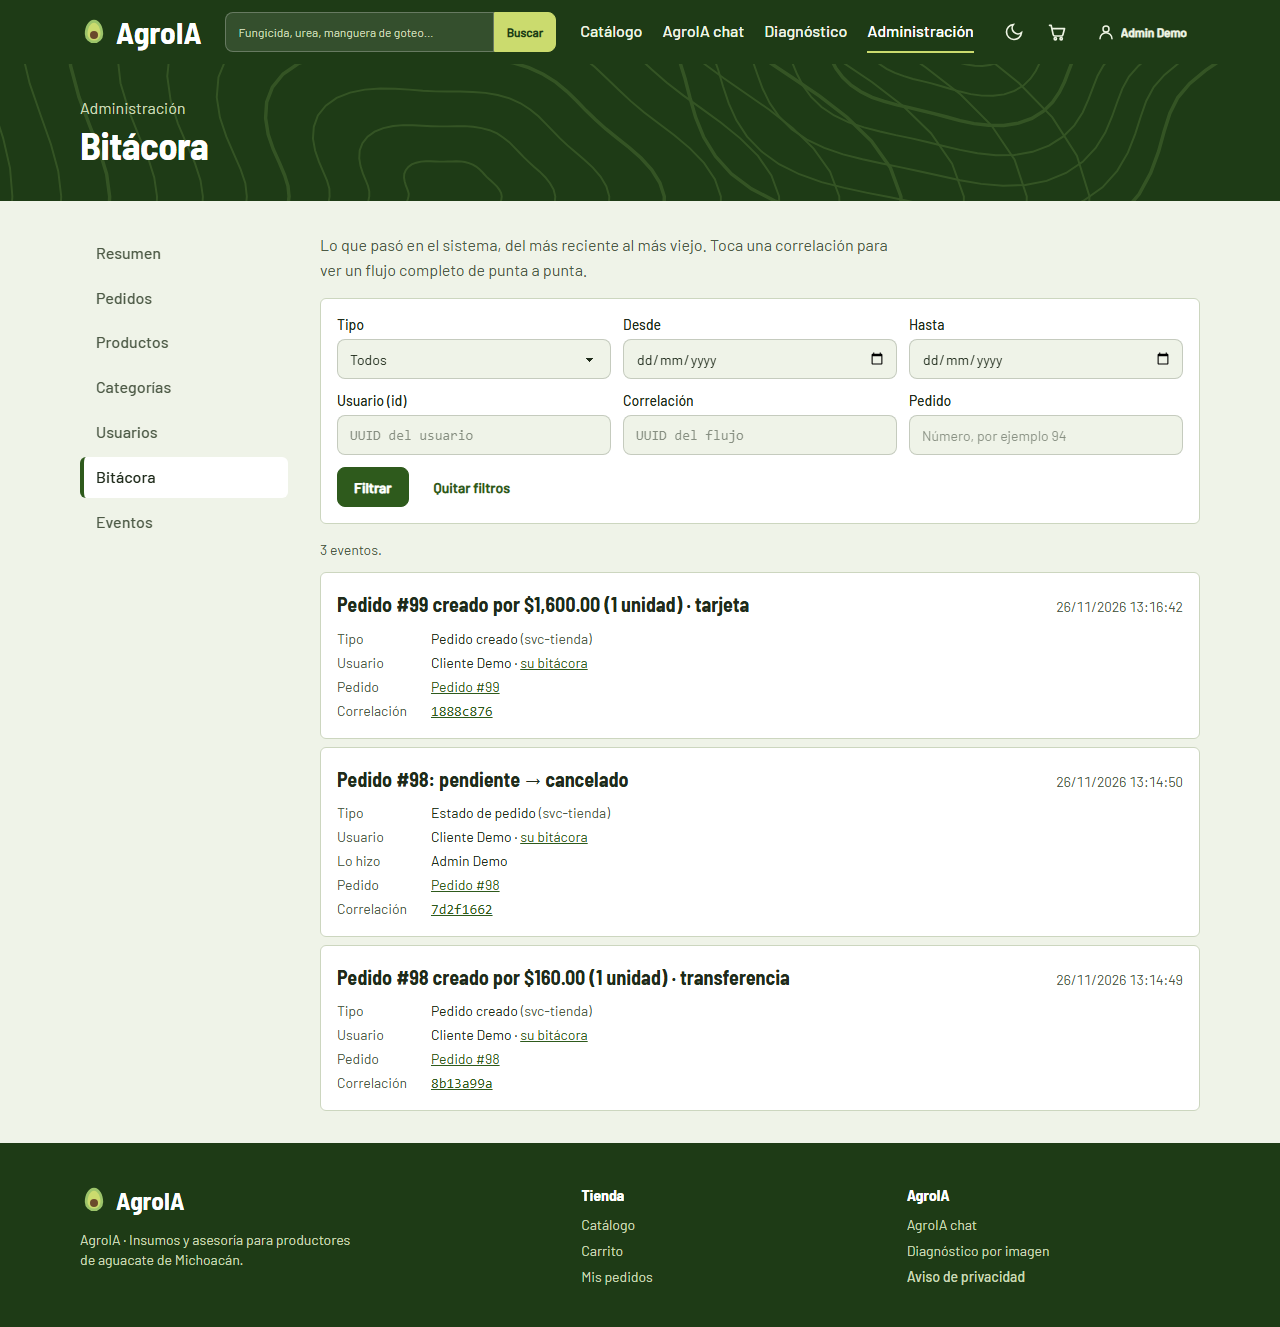 AgroIA
Fungicida, urea, manguera de goteo...
Buscar
Catálogo
AgroIA chat
Diagnóstico
Administración
Admin Demo
Administración
Bitácora
Resumen
Pedidos
Productos
Categorías
Usuarios
Bitácora
Eventos
Lo que pasó en el sistema, del más reciente al más viejo. Toca una correlación para
ver un flujo completo de punta a punta.
Tipo
Desde
Hasta
Todos
dd/mm/yyyy
dd/mm/yyyy
Usuario (id)
Correlación
Pedido
UUID del usuario
UUID del flujo
Número, por ejemplo 94
Filtrar
Quitar filtros
3 eventos.
Pedido #99 creado por $1,600.00 (1 unidad) · tarjeta
26/11/2026 13:16:42
Tipo Pedido creado (svc-tienda)
Usuario Cliente Demo · su bitácora
Pedido Pedido #99
Correlación 1888c876
Pedido #98: pendiente → cancelado
26/11/2026 13:14:50
Tipo Estado de pedido (svc-tienda)
Usuario Cliente Demo · su bitácora
Lo hizo Admin Demo
Pedido Pedido #98
Correlación 7d2f1662
Pedido #98 creado por $160.00 (1 unidad) · transferencia
26/11/2026 13:14:49
Tipo Pedido creado (svc-tienda)
Usuario Cliente Demo · su bitácora
Pedido Pedido #98
Correlación 8b13a99a
AgroIA
AgroIA · Insumos y asesoría para productores
de aguacate de Michoacán.
Tienda
Catálogo
Carrito
Mis pedidos
AgroIA
AgroIA chat
Diagnóstico por imagen
Aviso de privacidad